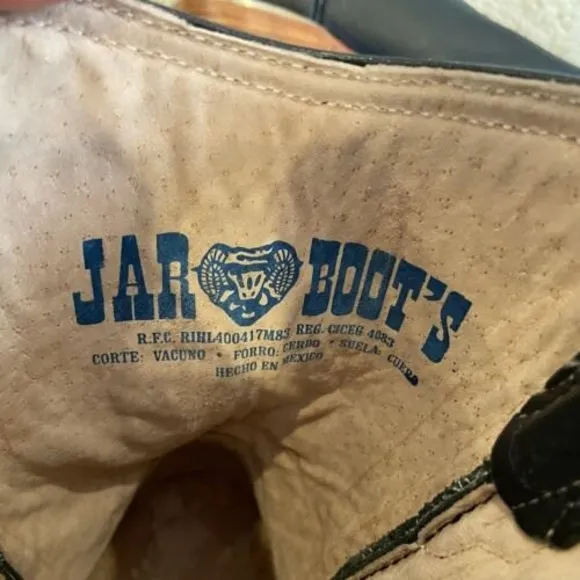 JAR BOOT'S
R.F.C. RIHL400417M83 REG. CICEG 4083
CORTE: VACUNO • FORRO: CERDO • SUELA: CUERO
HECHO EN MEXICO